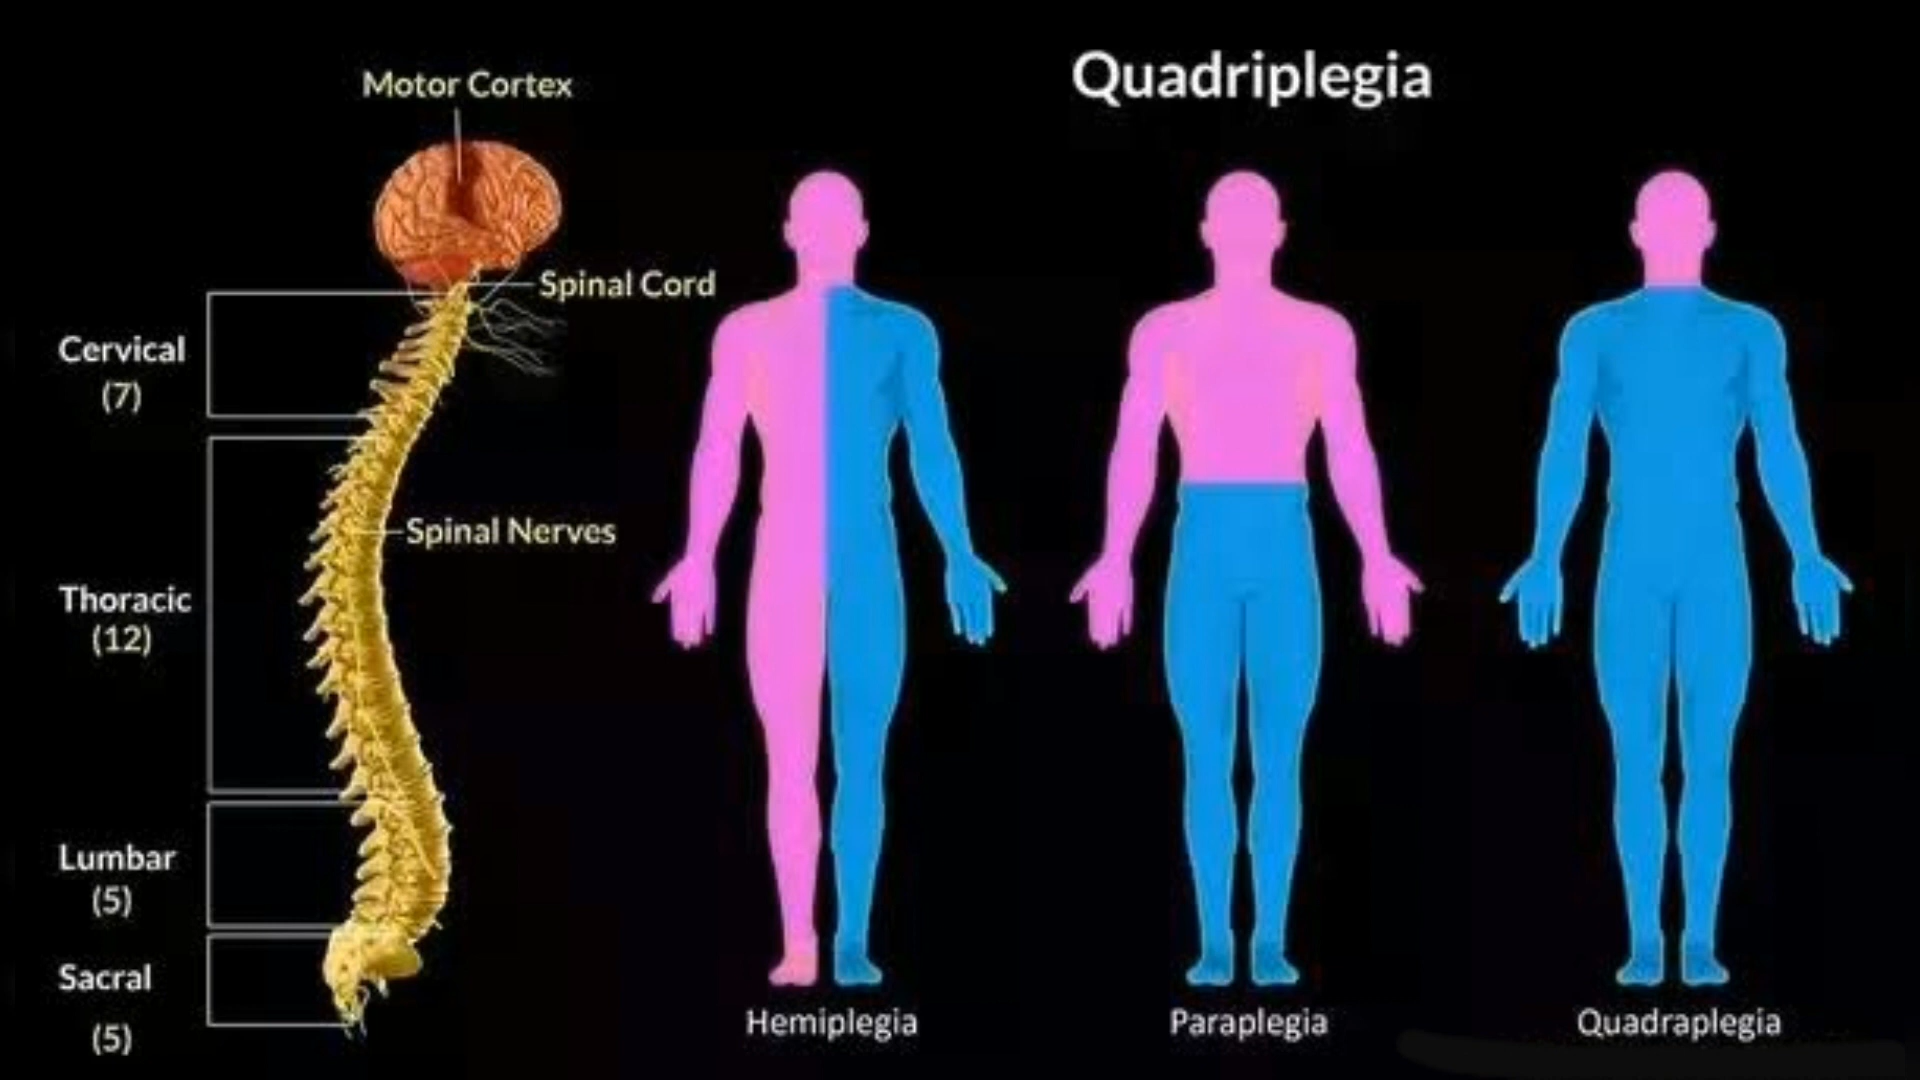 Quadriplegia
Motor Cortex
Spinal Cord
Cervical
(7)
Spinal Nerves
Thoracic
(12)
Lumbar
(5)
Sacral
(5)
Hemiplegia
Paraplegia
Quadraplegia